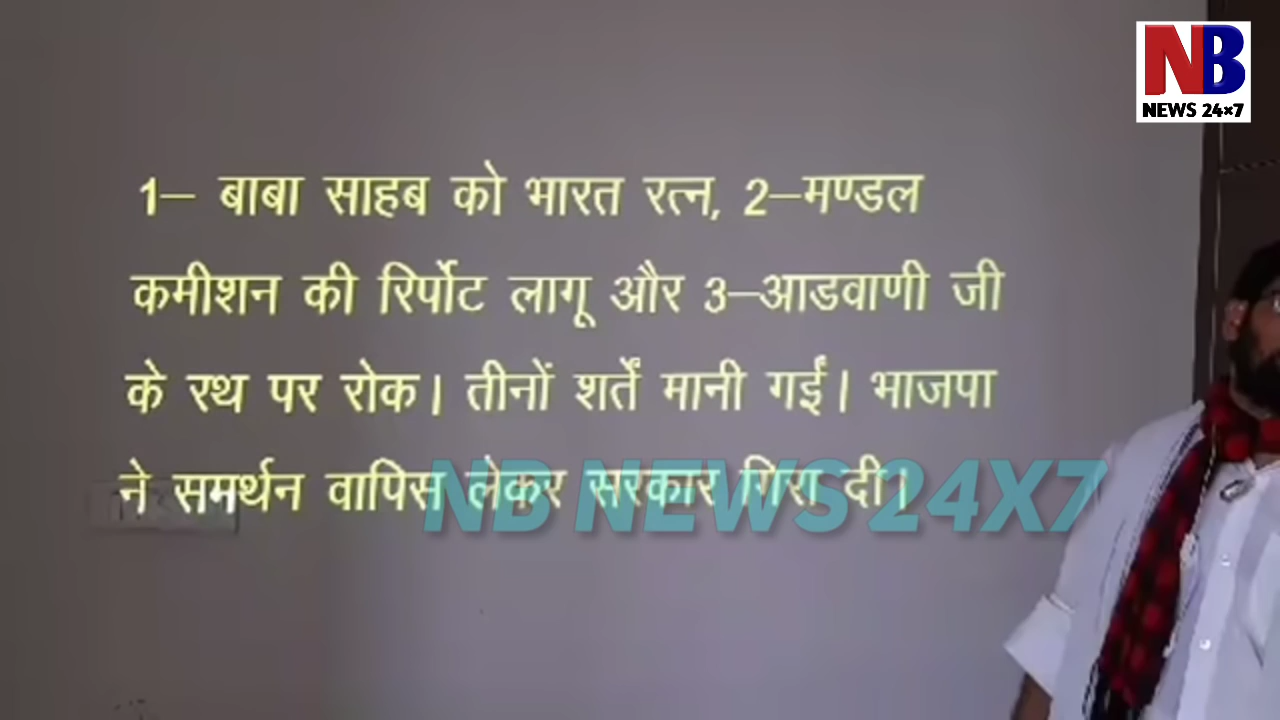 NB
NEWS 24×7
1– बाबा साहब को भारत रत्न, 2–मण्डल
कमीशन की रिर्पोट लागू और 3–आडवाणी जी
के रथ पर रोक। तीनों शर्तें मानी गईं। भाजपा
ने समर्थन वापिस लेकर सरकार गिरा दी।
NB NEWS 24X7